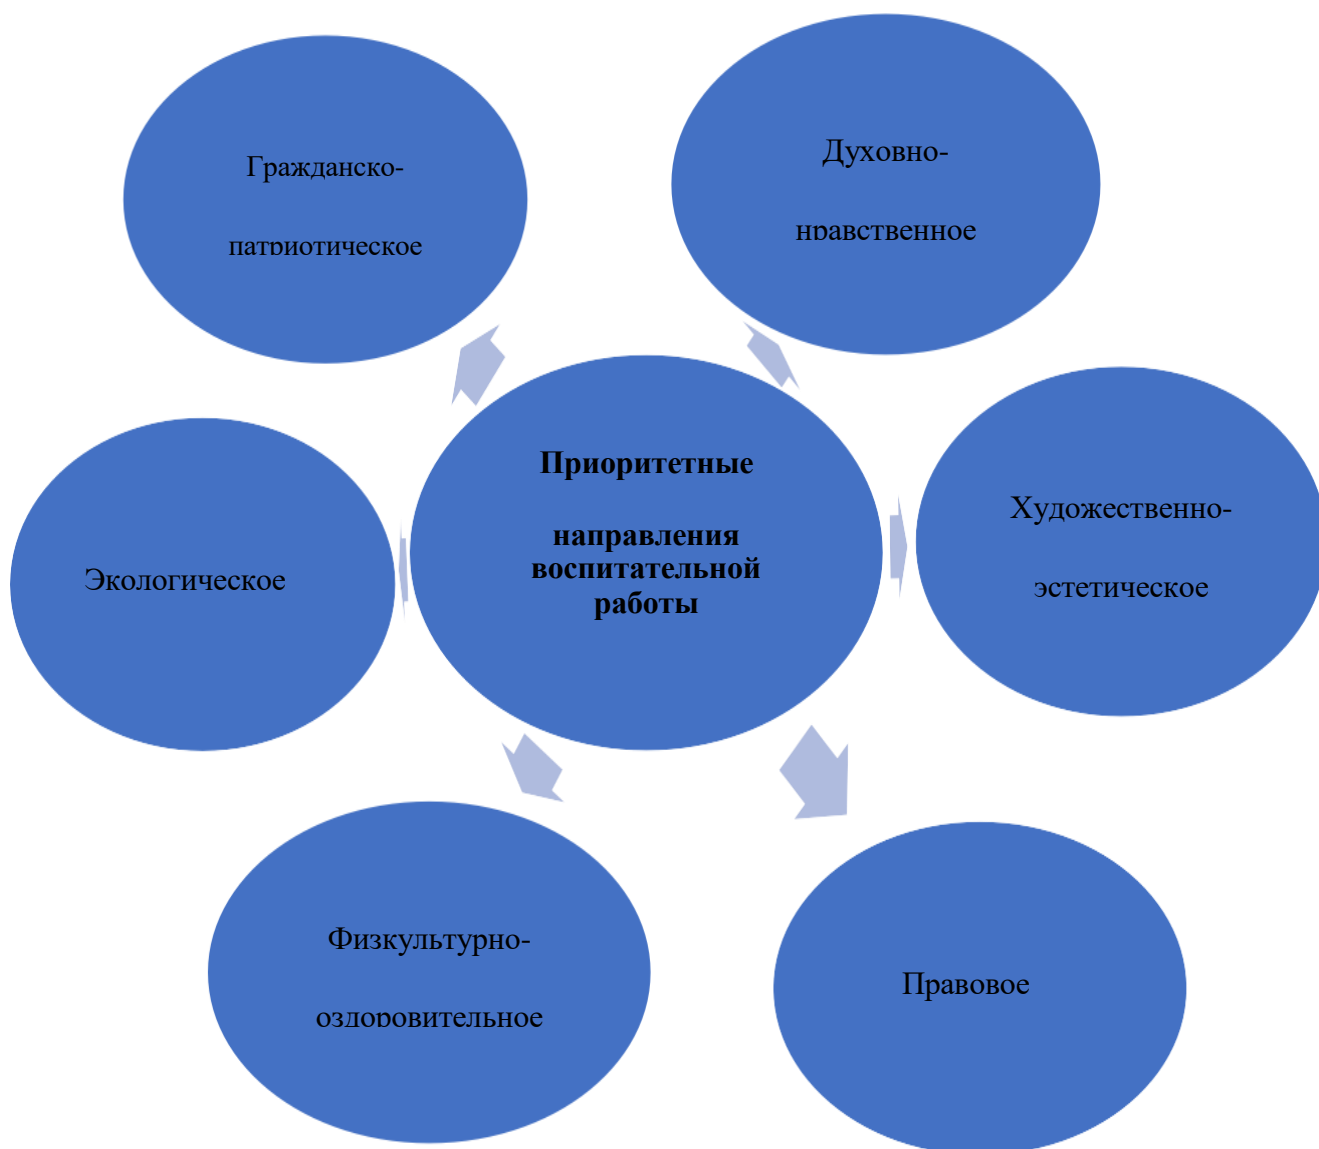 Гражданско-
патриотическое
Духовно-
нравственное
Приоритетные
направления
воспитательной
работы
Художественно-
эстетическое
Экологическое
Физкультурно-
оздоровительное
Правовое